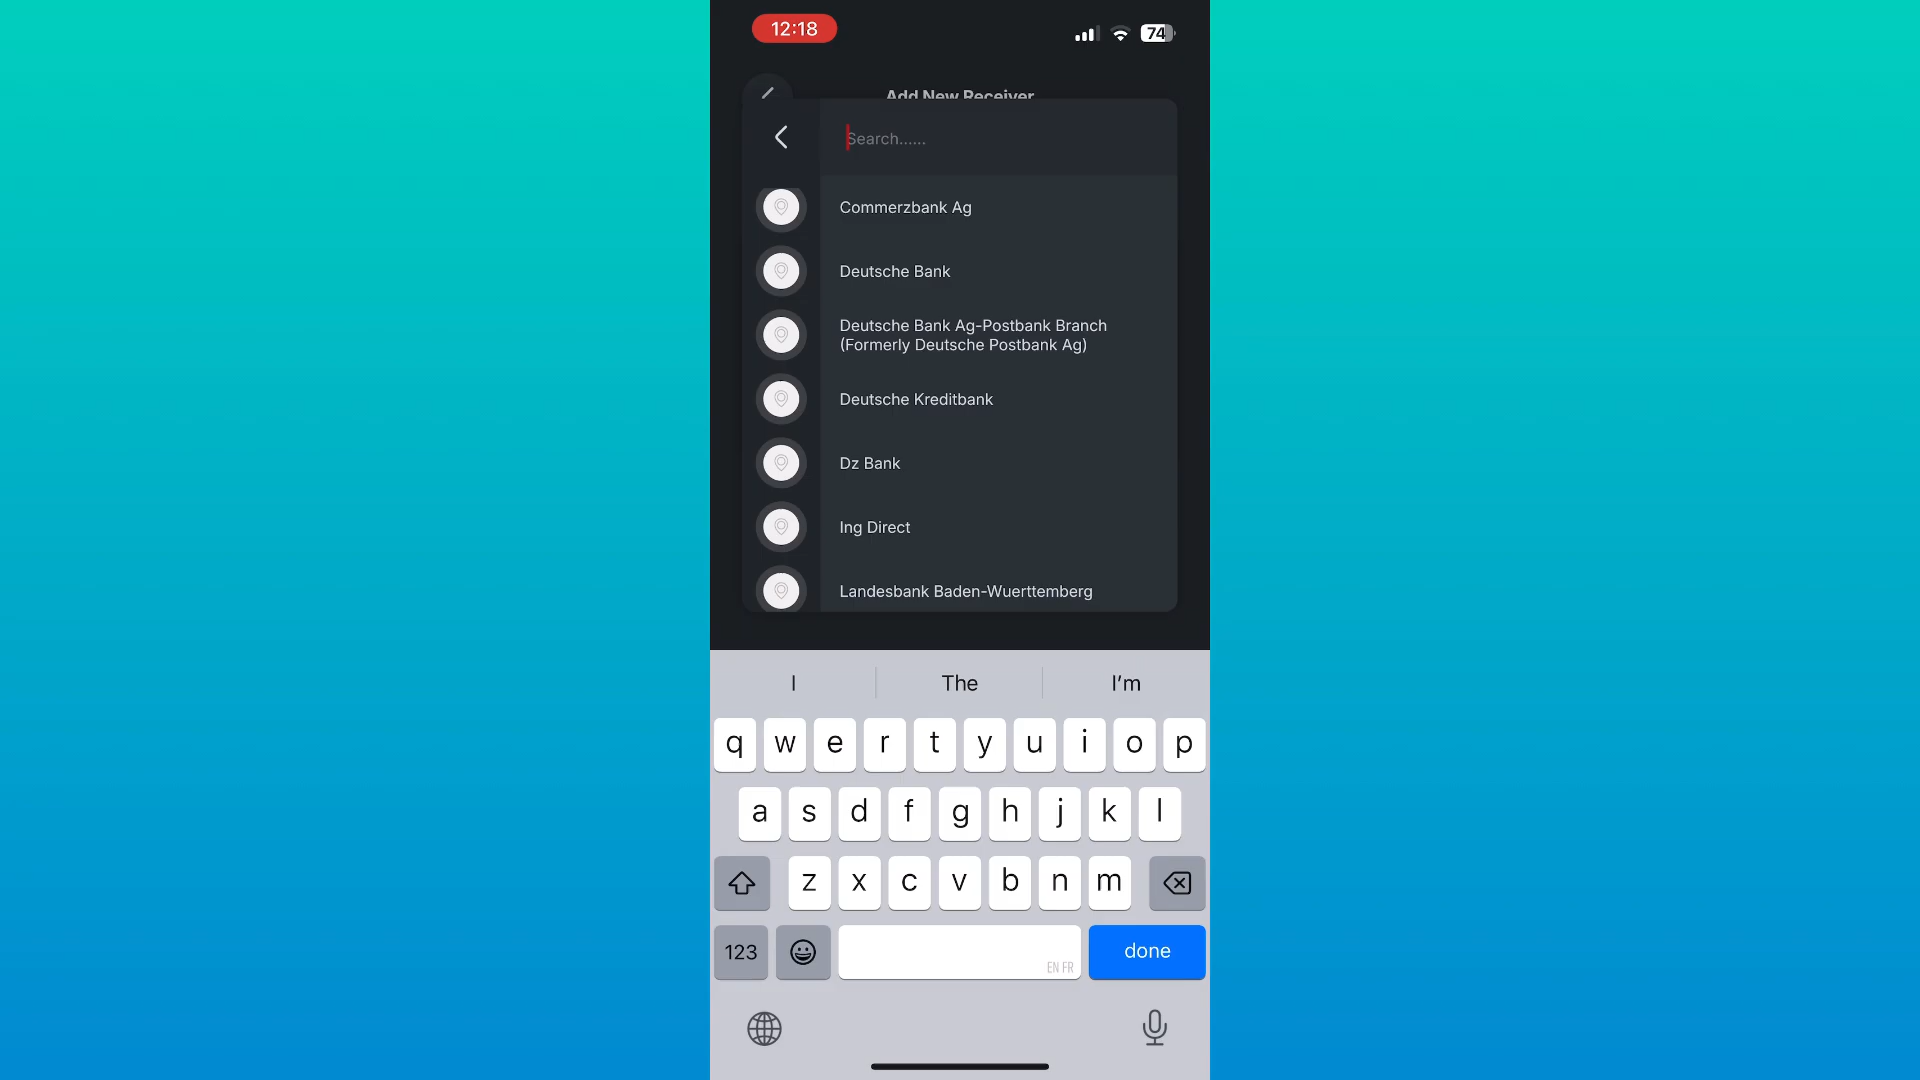 12:18
74
Add New Receiver
Search......
Commerzbank Ag
Deutsche Bank
Deutsche Bank Ag-Postbank Branch
(Formerly Deutsche Postbank Ag)
Deutsche Kreditbank
Dz Bank
Ing Direct
Landesbank Baden-Wuerttemberg
I
The
I’m
q w e r t y u i o p
a s d f g h j k l
z x c v b n m
123
EN FR
done